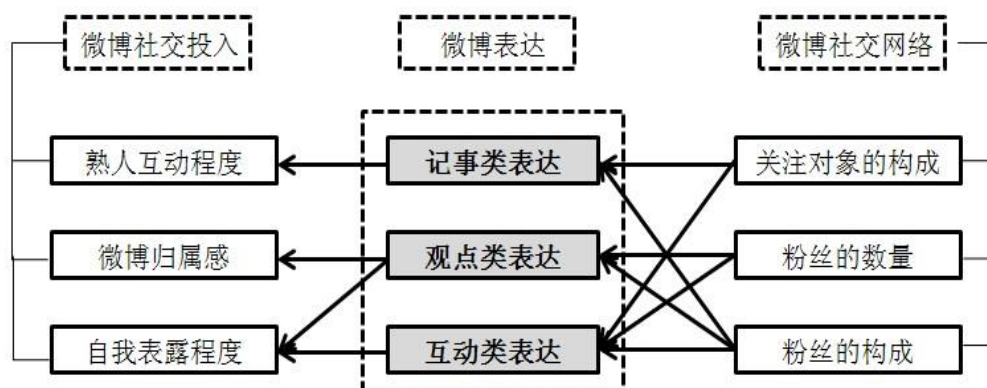 微博社交投入
微博表达
微博社交网络
熟人互动程度
记事类表达
关注对象的构成
微博归属感
观点类表达
粉丝的数量
自我表露程度
互动类表达
粉丝的构成